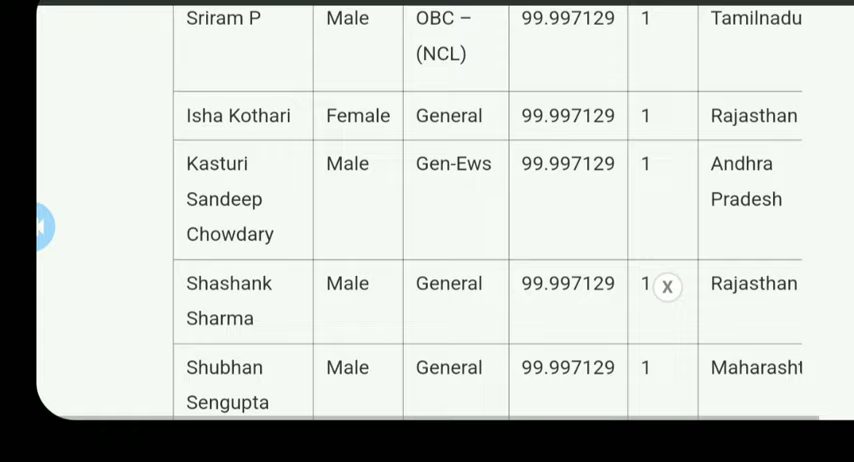 Sriram P Male OBC – 99.997129 1 Tamilnadu
(NCL)
Isha Kothari Female General 99.997129 1 Rajasthan
Kasturi Male Gen-Ews 99.997129 1 Andhra
Sandeep Pradesh
Chowdary
Shashank Male General 99.997129 1 X Rajasthan
Sharma
Shubhan Male General 99.997129 1 Maharasht
Sengupta